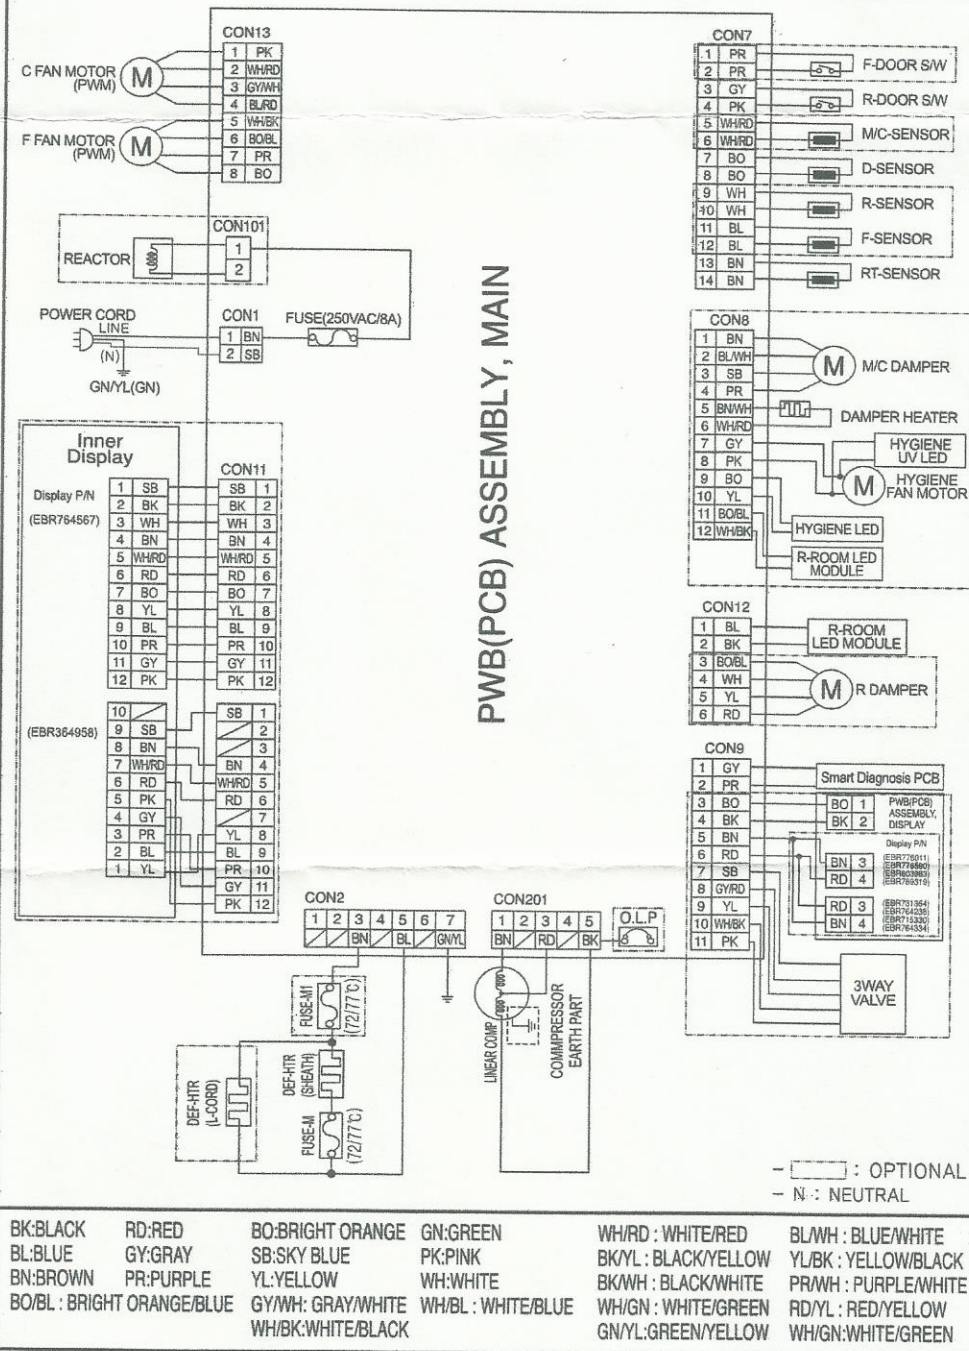 CON13
1 PK
2 WH/RD
3 GY/WH
4 BL/RD
5 WH/BK
6 BO/BL
7 PR
8 BO
C FAN MOTOR
(PWM)
M
F FAN MOTOR
(PWM)
M
CON101
1
2
REACTOR
POWER CORD
LINE
(N)
GN/YL(GN)
CON1
1 BN
2 SB
FUSE(250VAC/8A)
PWB(PCB) ASSEMBLY, MAIN
Inner
Display
Display P/N
(EBR764567)
1 SB
2 BK
3 WH
4 BN
5 WH/RD
6 RD
7 BO
8 YL
9 BL
10 PR
11 GY
12 PK
CON11
SB 1
BK 2
WH 3
BN 4
WH/RD 5
RD 6
BO 7
YL 8
BL 9
PR 10
GY 11
PK 12
(EBR364958)
10
9 SB
8 BN
7 WH/RD
6 RD
5 PK
4 GY
3 PR
2 BL
1 YL
SB 1
2
3
BN 4
WH/RD 5
RD 6
7
YL 8
BL 9
PR 10
GY 11
PK 12
CON7
1 PR
2 PR
3 GY
4 PK
5 WH/RD
6 WH/RD
7 BO
8 BO
9 WH
10 WH
11 BL
12 BL
13 BN
14 BN
F-DOOR S/W
R-DOOR S/W
M/C-SENSOR
D-SENSOR
R-SENSOR
F-SENSOR
RT-SENSOR
CON8
1 BN
2 BL/WH
3 SB
4 PR
5 BN/WH
6 WH/RD
7 GY
8 PK
9 BO
10 YL
11 BO/BL
12 WH/BK
M
M/C DAMPER
DAMPER HEATER
HYGIENE
UV LED
M
HYGIENE
FAN MOTOR
HYGIENE LED
R-ROOM LED
MODULE
CON12
1 BL
2 BK
3 BO/BL
4 WH
5 YL
6 RD
R-ROOM
LED MODULE
M
R DAMPER
CON9
1 GY
2 PR
3 BO
4 BK
5 BN
6 RD
7 SB
8 GY/RD
9 YL
10 WH/BK
11 PK
Smart Diagnosis PCB
BO 1
BK 2
PWB(PCB)
ASSEMBLY,
DISPLAY
Display P/N
BN 3
RD 4
(EBR776011)
(EBR789319)
RD 3
BN 4
(EBR731354)
(EBR764238)
(EBR715330)
(EBR764334)
3WAY
VALVE
CON2
1 2 3 4 5 6 7
BN BL GN/YL
CON201
1 2 3 4 5
BN RD BK
O.L.P
FUSE-M1
(72/77℃)
DEF-HTR
(L-CORD)
DEF-HTR
(SHEATH)
FUSE-M
(72/77℃)
LINEAR COMP
COMMPRESSOR
EARTH PART
- : OPTIONAL
- N : NEUTRAL
BK:BLACK RD:RED BO:BRIGHT ORANGE GN:GREEN WH/RD : WHITE/RED BL/WH : BLUE/WHITE
BL:BLUE GY:GRAY SB:SKY BLUE PK:PINK BK/YL : BLACK/YELLOW YL/BK : YELLOW/BLACK
BN:BROWN PR:PURPLE YL:YELLOW WH:WHITE BK/WH : BLACK/WHITE PR/WH : PURPLE/WHITE
BO/BL : BRIGHT ORANGE/BLUE GY/WH: GRAY/WHITE WH/BL : WHITE/BLUE WH/GN : WHITE/GREEN RD/YL : RED/YELLOW
WH/BK:WHITE/BLACK GN/YL:GREEN/YELLOW WH/GN:WHITE/GREEN